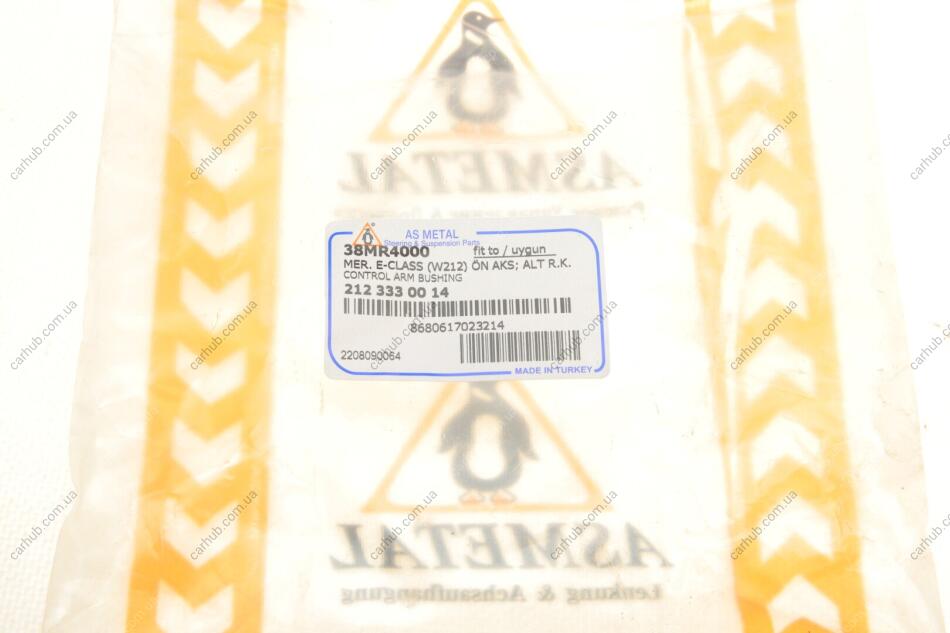 ASMETAL
AS METAL
Steering & Suspension Parts
38MR4000 fit to / uygun
MER. E-CLASS (W212) ÖN AKS; ALT R.K.
CONTROL ARM BUSHING
212 333 00 14
8680617023214
2208090064
MADE IN TURKEY
ASMETAL
Lenkung & Achsaufhangung
carhub.com.ua